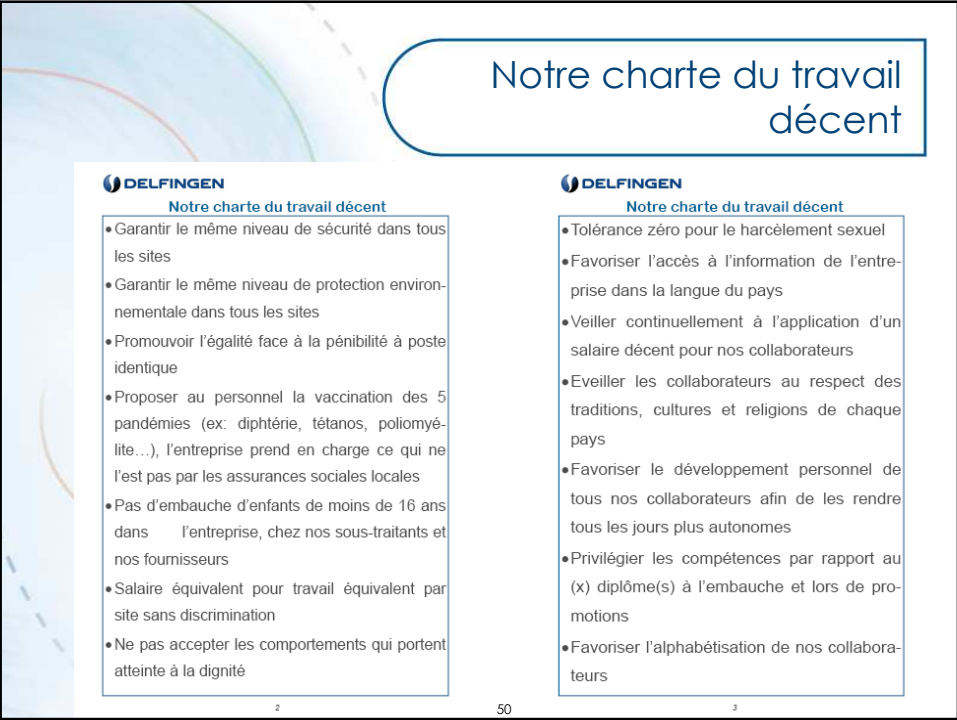 Notre charte du travail
décent
DELFINGEN
Notre charte du travail décent
•Garantir le même niveau de sécurité dans tous
les sites
•Garantir le même niveau de protection environ-
nementale dans tous les sites
•Promouvoir l'égalité face à la pénibilité à poste
identique
•Proposer au personnel la vaccination des 5
pandémies (ex: diphtérie, tétanos, poliomyé-
lite…), l'entreprise prend en charge ce qui ne
l'est pas par les assurances sociales locales
•Pas d'embauche d'enfants de moins de 16 ans
dans l'entreprise, chez nos sous-traitants et
nos fournisseurs
•Salaire équivalent pour travail équivalent par
site sans discrimination
•Ne pas accepter les comportements qui portent
atteinte à la dignité
2
DELFINGEN
Notre charte du travail décent
•Tolérance zéro pour le harcèlement sexuel
•Favoriser l'accès à l'information de l'entre-
prise dans la langue du pays
•Veiller continuellement à l'application d'un
salaire décent pour nos collaborateurs
•Eveiller les collaborateurs au respect des
traditions, cultures et religions de chaque
pays
•Favoriser le développement personnel de
tous nos collaborateurs afin de les rendre
tous les jours plus autonomes
•Privilégier les compétences par rapport au
(x) diplôme(s) à l'embauche et lors de pro-
motions
•Favoriser l'alphabétisation de nos collabora-
teurs
3
50